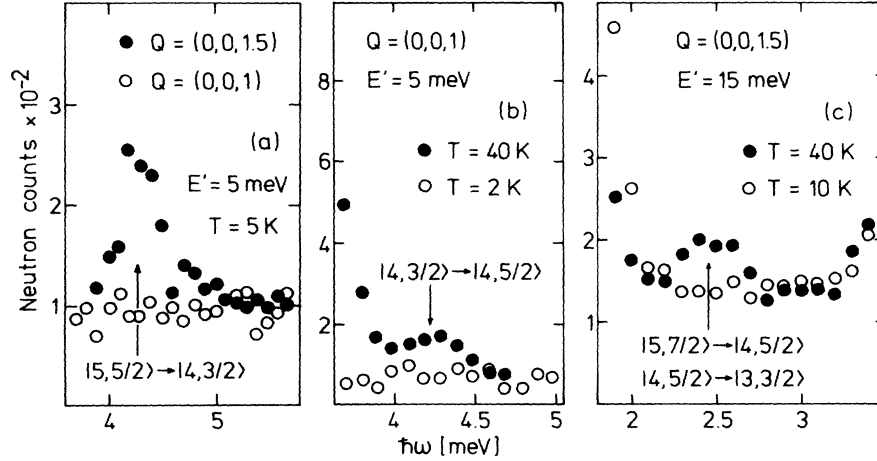 Neutron counts × 10⁻²
● Q = (0,0,1.5)
○ Q = (0,0,1)
(a)
E' = 5 meV
T = 5 K
|5,5/2⟩→|4,3/2⟩
3
2
1
4
5
Q = (0,0,1)
E' = 5 meV
(b)
● T = 40 K
○ T = 2 K
|4,3/2⟩→|4,5/2⟩
8
6
4
2
4
4.5
5
ħω [meV]
Q = (0,0,1.5)
E' = 15 meV
(c)
● T = 40 K
○ T = 10 K
|5,7/2⟩→|4,5/2⟩
|4,5/2⟩→|3,3/2⟩
4
3
2
1
2
2.5
3